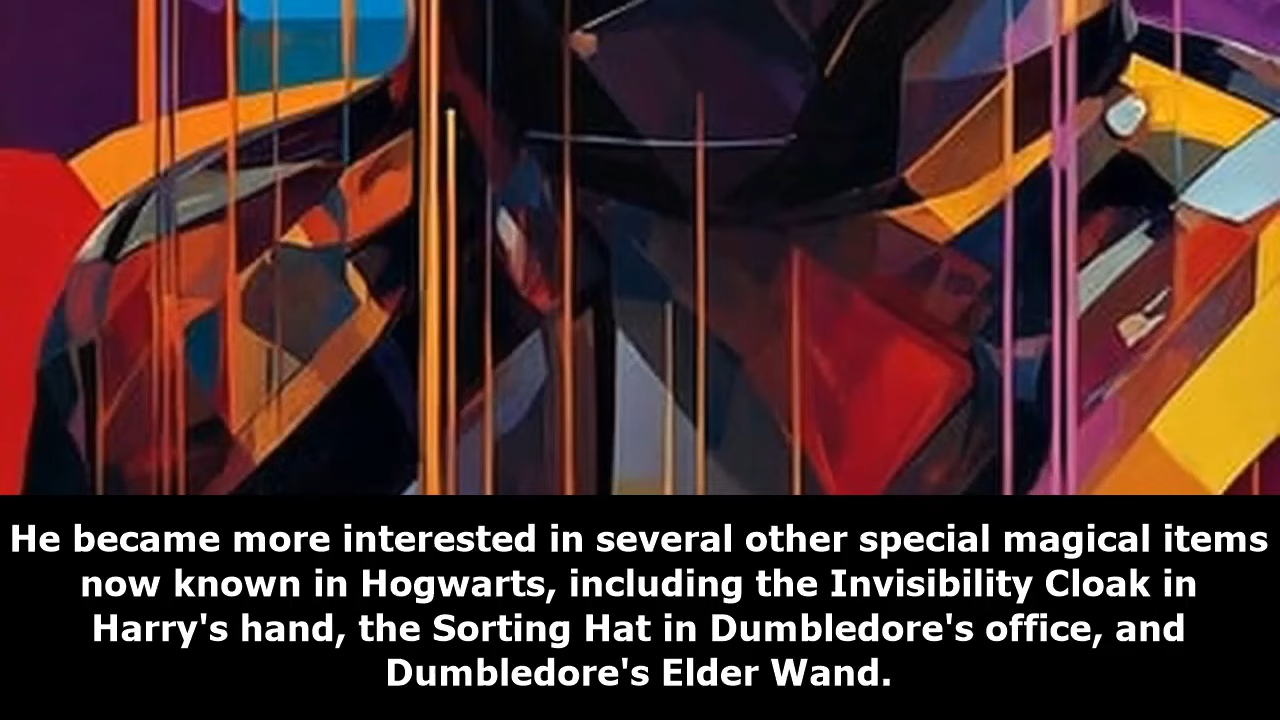 He became more interested in several other special magical items
now known in Hogwarts, including the Invisibility Cloak in
Harry's hand, the Sorting Hat in Dumbledore's office, and
Dumbledore's Elder Wand.